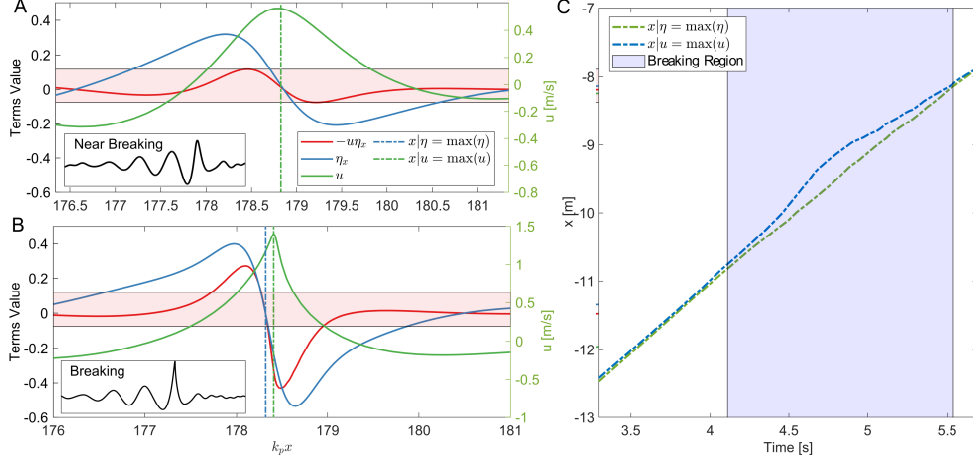 A
0.4
0.2
0
-0.2
-0.4
-0.6
Terms Value
0.4
0.2
0
-0.2
-0.4
-0.6
-0.8
u [m/s]
Near Breaking
−uηₓ
ηₓ
u
x|η = max(η)
x|u = max(u)
176.5
177
177.5
178
178.5
179
179.5
180
180.5
181
B
0.4
0.2
0
-0.2
-0.4
-0.6
Terms Value
1.5
1
0.5
0
-0.5
-1
u [m/s]
Breaking
176
177
178
179
180
181
kₚx
C
-7
-8
-9
-10
-11
-12
-13
x [m]
x|η = max(η)
x|u = max(u)
Breaking Region
3.5
4
4.5
5
5.5
Time [s]